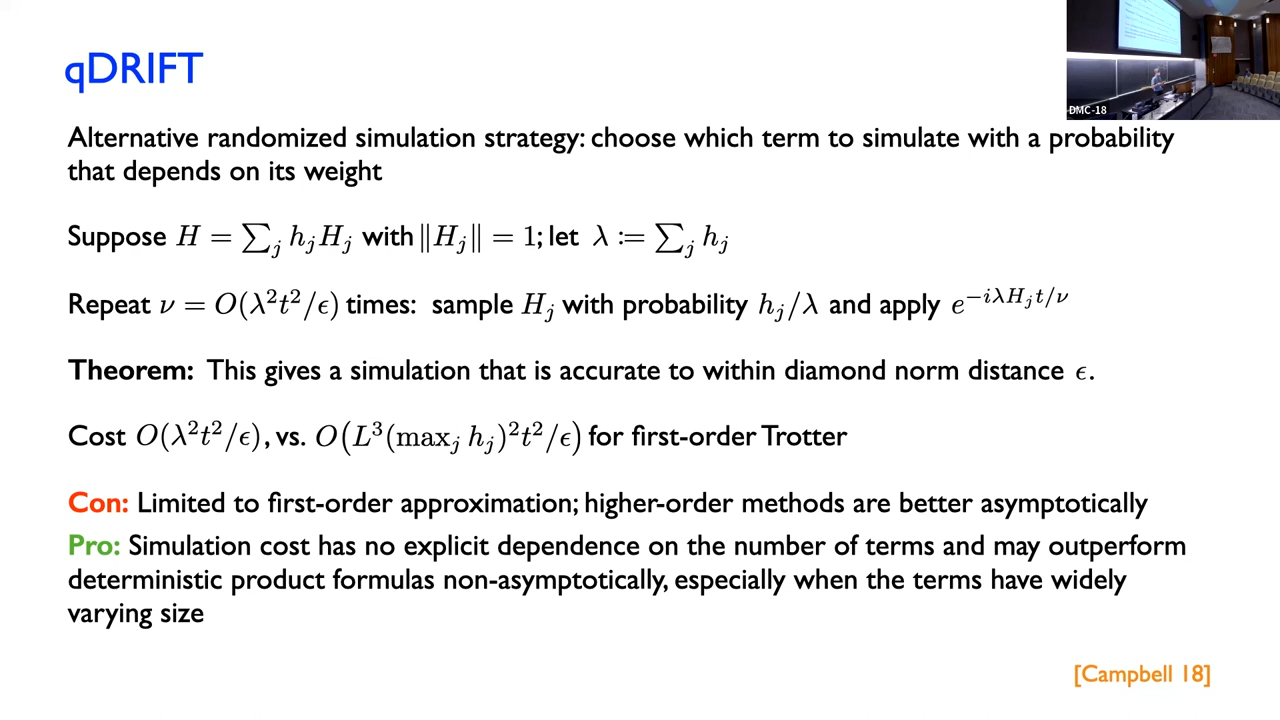 qDRIFT
DMC-18
Alternative randomized simulation strategy: choose which term to simulate with a probability
that depends on its weight
Suppose H = ∑_j h_j H_j with ‖H_j‖ = 1; let λ := ∑_j h_j
Repeat ν = O(λ²t²/ϵ) times: sample H_j with probability h_j/λ and apply e^{−iλH_j t/ν}
Theorem: This gives a simulation that is accurate to within diamond norm distance ϵ.
Cost O(λ²t²/ϵ), vs. O(L³(max_j h_j)²t²/ϵ) for first-order Trotter
Con: Limited to first-order approximation; higher-order methods are better asymptotically
Pro: Simulation cost has no explicit dependence on the number of terms and may outperform
deterministic product formulas non-asymptotically, especially when the terms have widely
varying size
[Campbell 18]